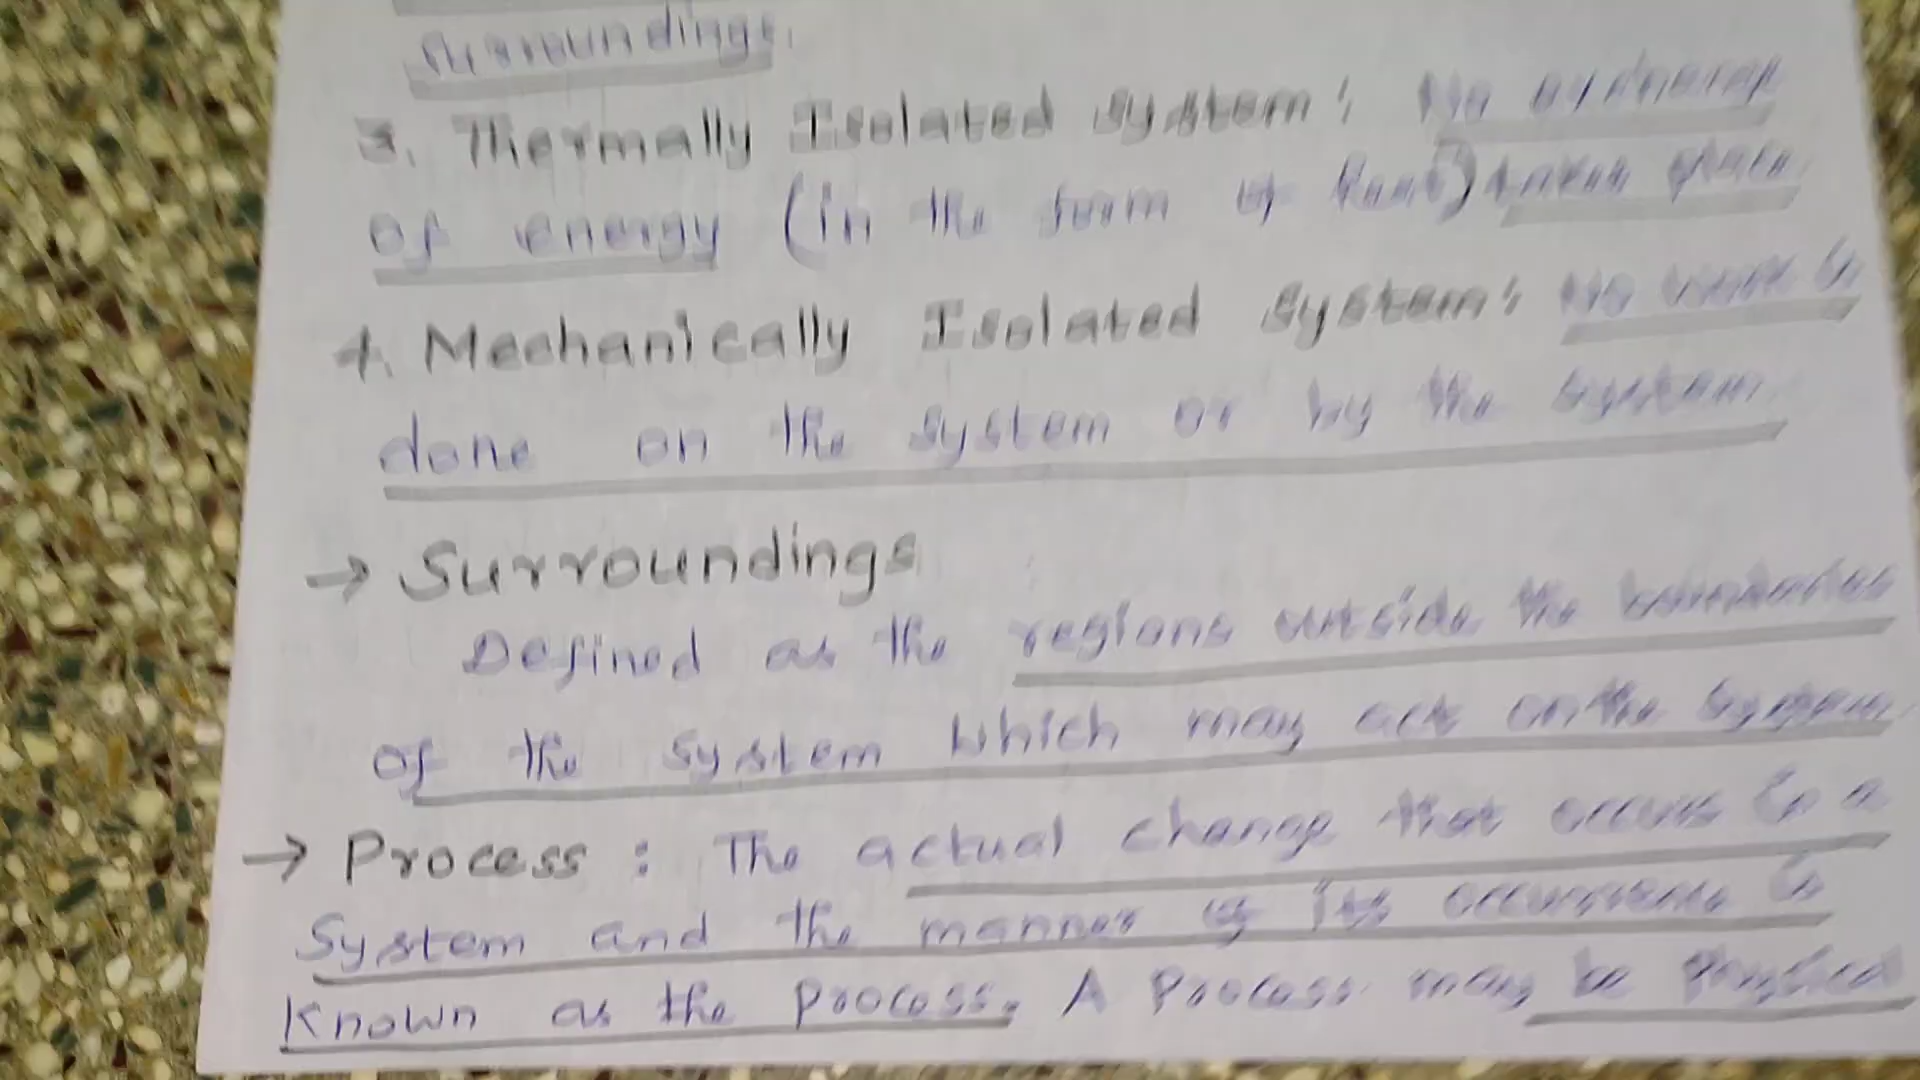 Surroundings.
3. Thermally Isolated System: No exchange
of energy (in the form of heat) takes place
4. Mechanically Isolated System: No work is
done on the system or by the system
→ Surroundings
Defined as the regions outside the boundaries
of the system which may act on the system
→ Process: The actual change that occurs in a
System and the manner of its occurrence is
Known as the process. A Process may be